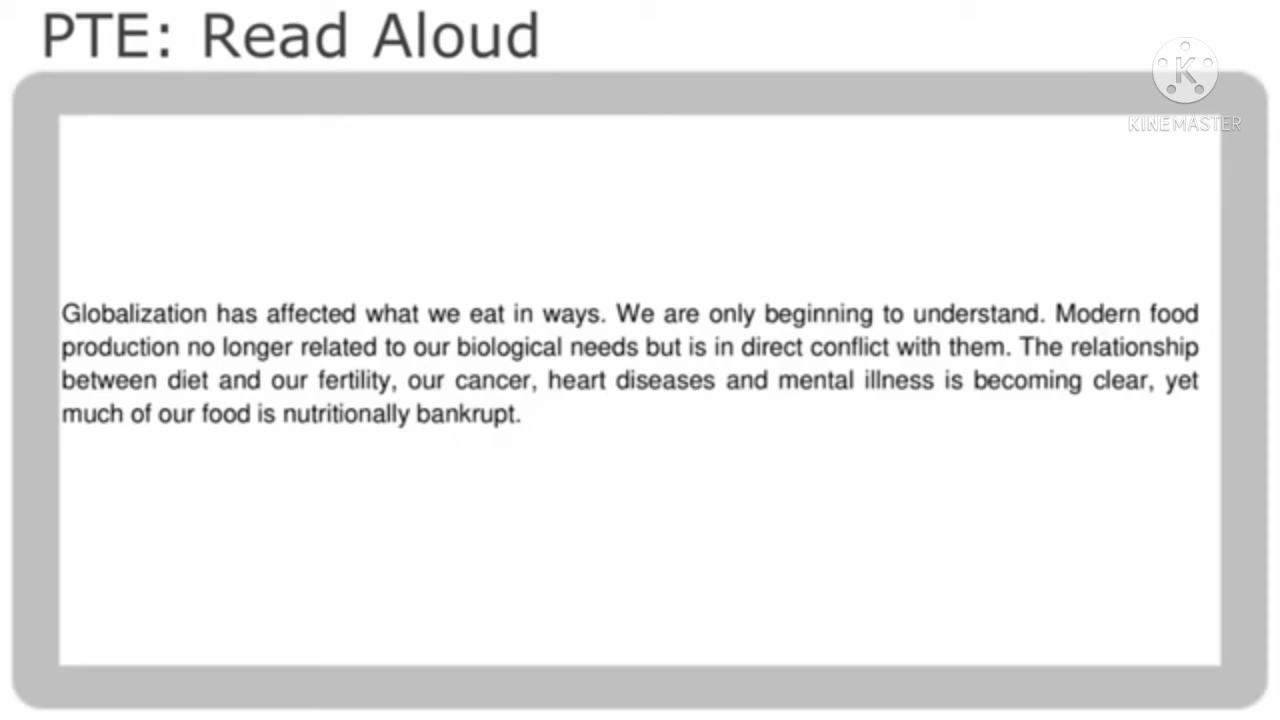 PTE: Read Aloud
KINEMASTER
Globalization has affected what we eat in ways. We are only beginning to understand. Modern food
production no longer related to our biological needs but is in direct conflict with them. The relationship
between diet and our fertility, our cancer, heart diseases and mental illness is becoming clear, yet
much of our food is nutritionally bankrupt.